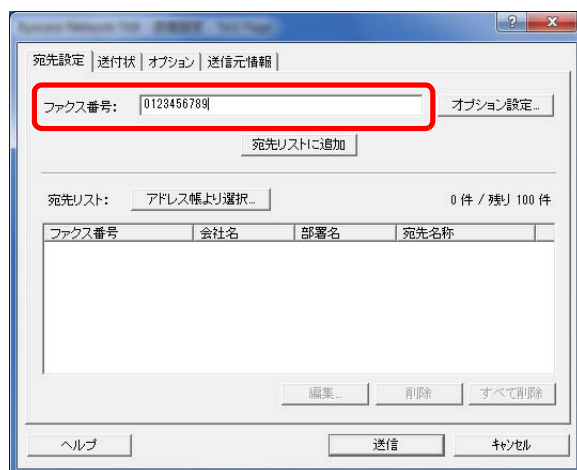 宛先設定 送付状 オプション 送信元情報
ファクス番号: 0123456789 オプション設定...
宛先リストに追加
宛先リスト: アドレス帳より選択... 0 件 / 残り 100 件
ファクス番号 会社名 部署名 宛先名称
編集... 削除 すべて削除
ヘルプ 送信 キャンセル